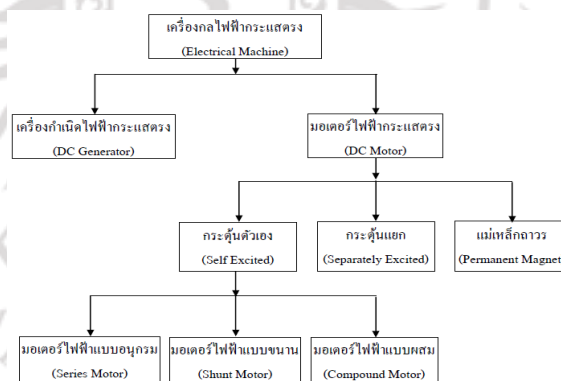 เครื่องกลไฟฟ้ากระแสตรง
(Electrical Machine)
เครื่องกำเนิดไฟฟ้ากระแสตรง
(DC Generator)
มอเตอร์ไฟฟ้ากระแสตรง
(DC Motor)
กระตุ้นตัวเอง
(Self Excited)
กระตุ้นแยก
(Separately Excited)
แม่เหล็กถาวร
(Permanent Magnet
มอเตอร์ไฟฟ้าแบบอนุกรม
(Series Motor)
มอเตอร์ไฟฟ้าแบบขนาน
(Shunt Motor)
มอเตอร์ไฟฟ้าแบบผสม
(Compound Motor)